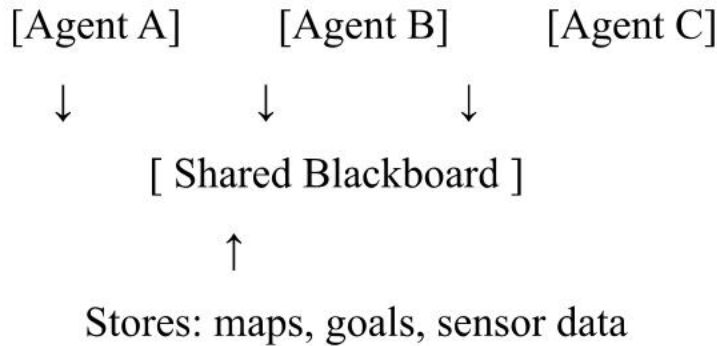 [Agent A] [Agent B] [Agent C]
↓ ↓ ↓
[ Shared Blackboard ]
↑
Stores: maps, goals, sensor data